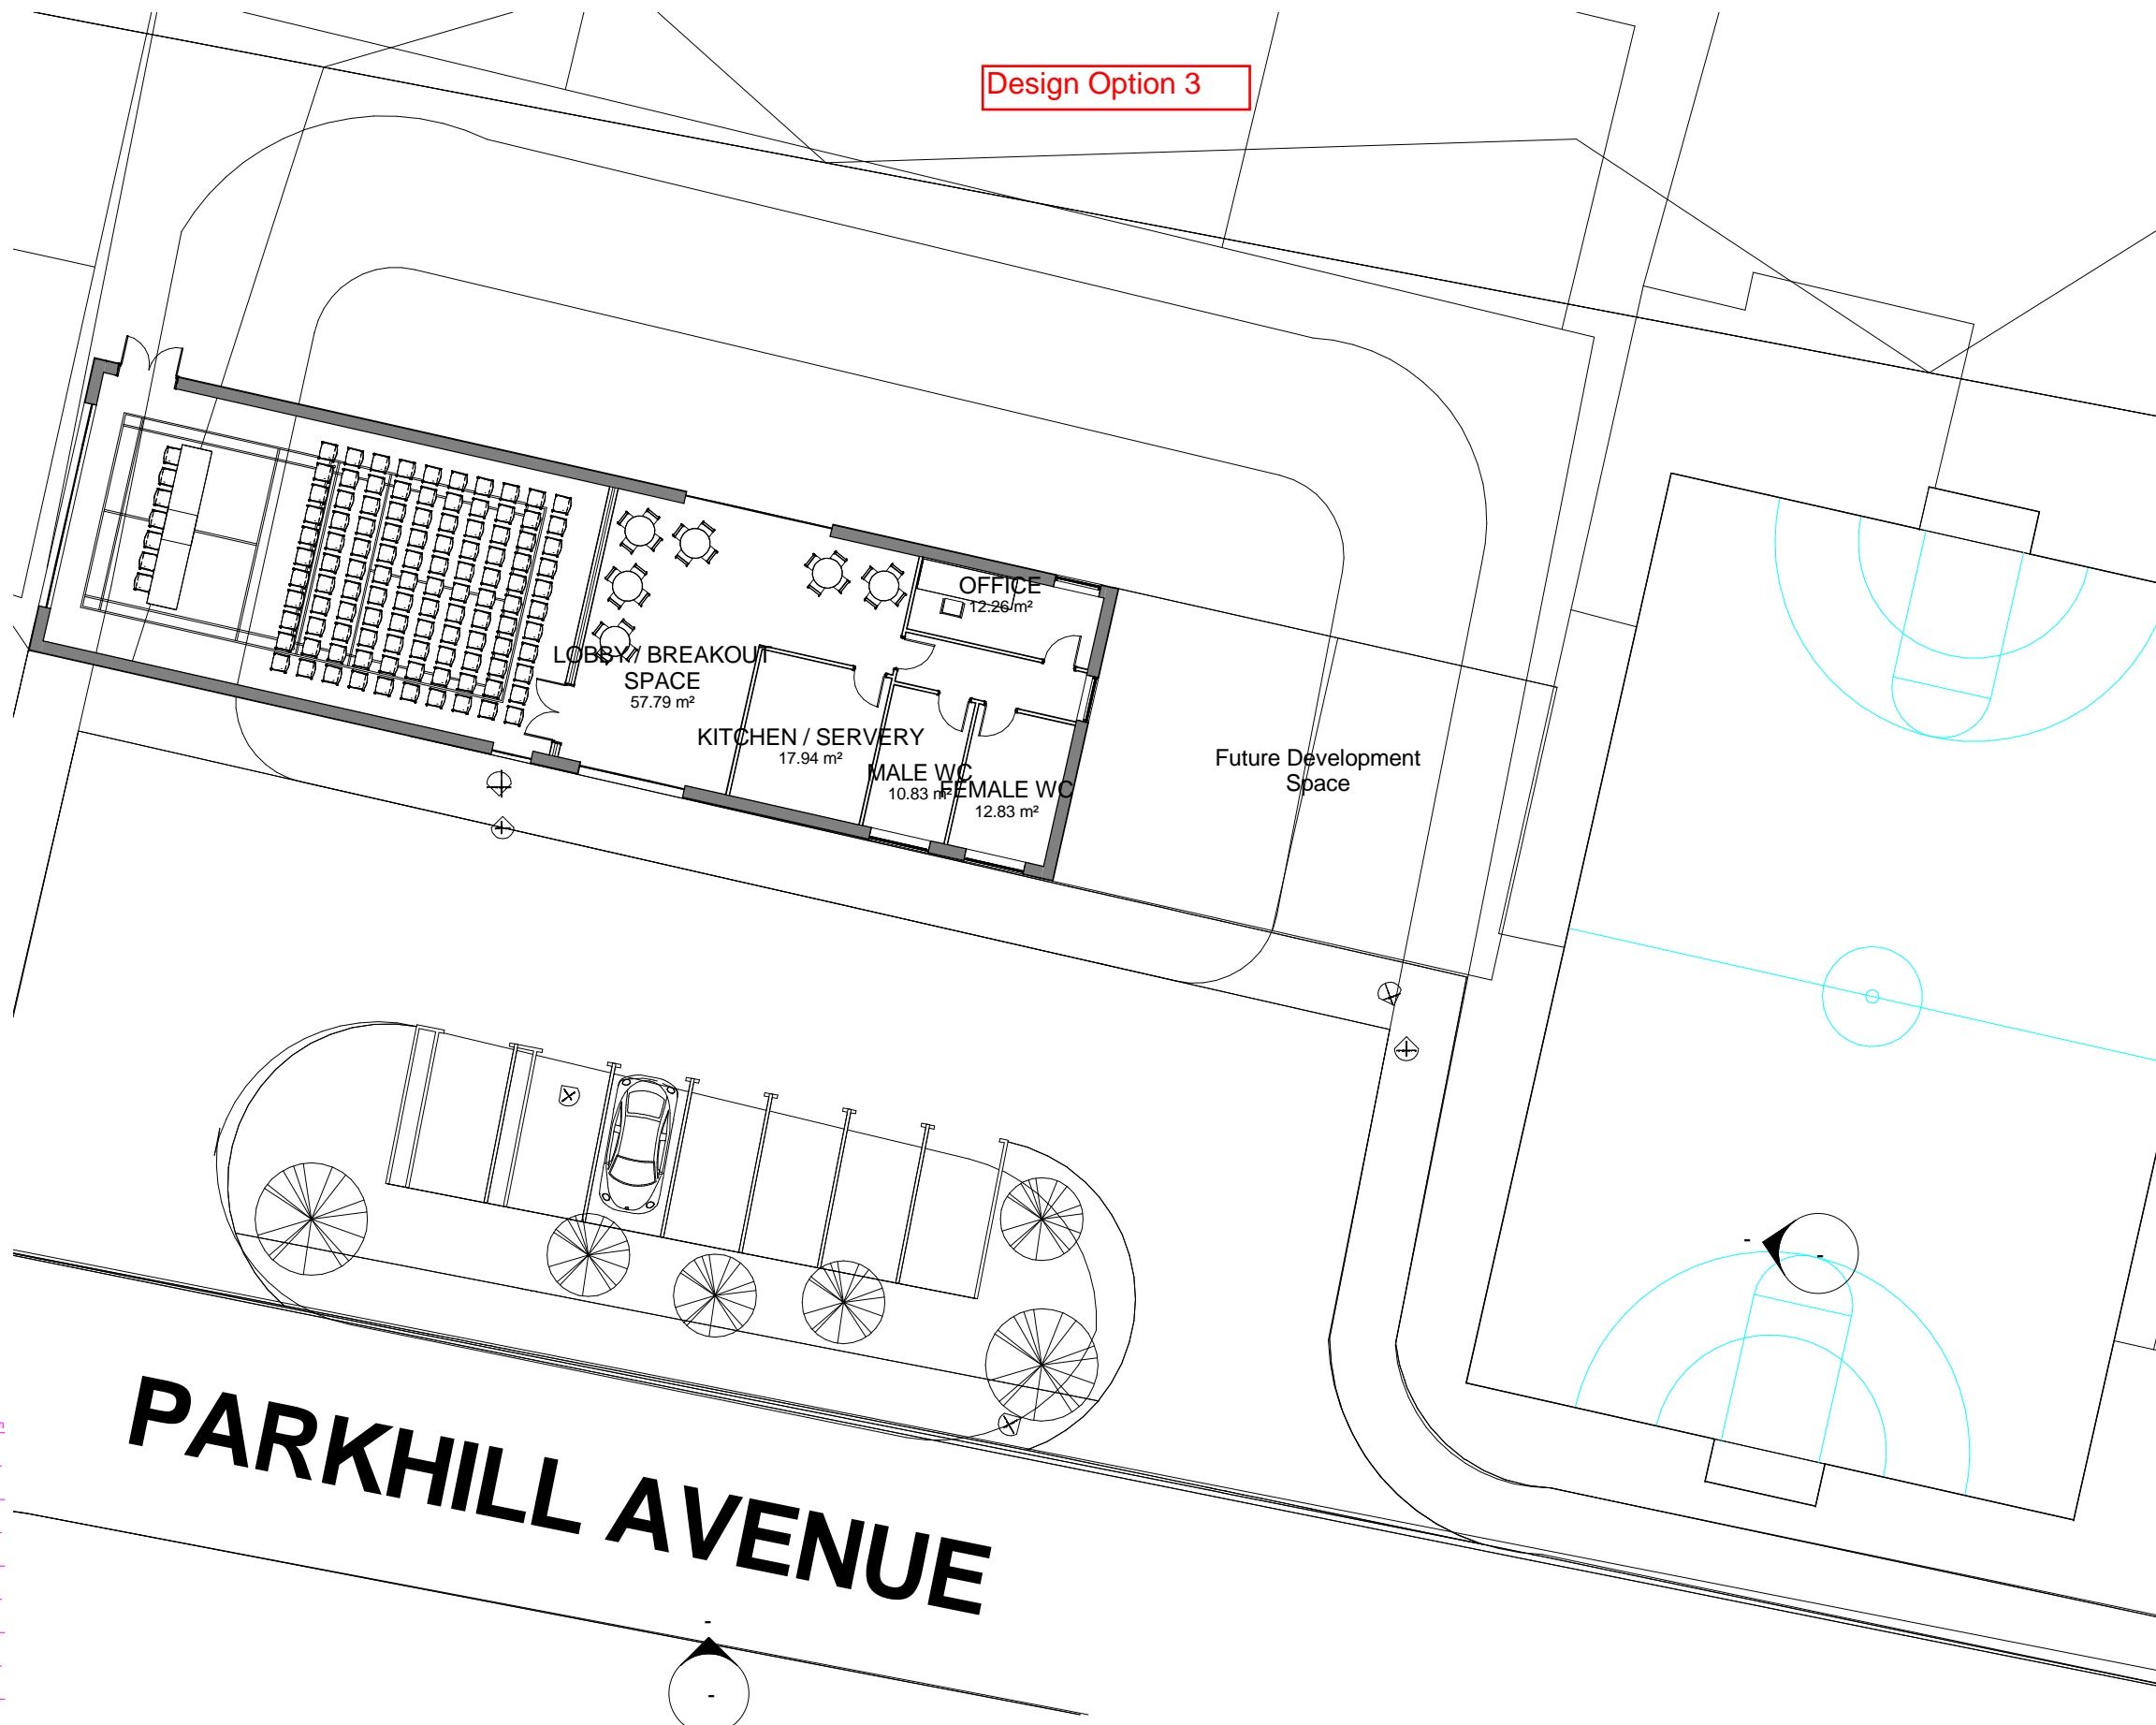 Design Option 3
OFFICE
12.26 m²
LOBBY / BREAKOUT
SPACE
57.79 m²
KITCHEN / SERVERY
17.94 m²
MALE WC
10.83 m²
FEMALE WC
12.83 m²
Future Development
Space
PARKHILL AVENUE
-
-
-
-